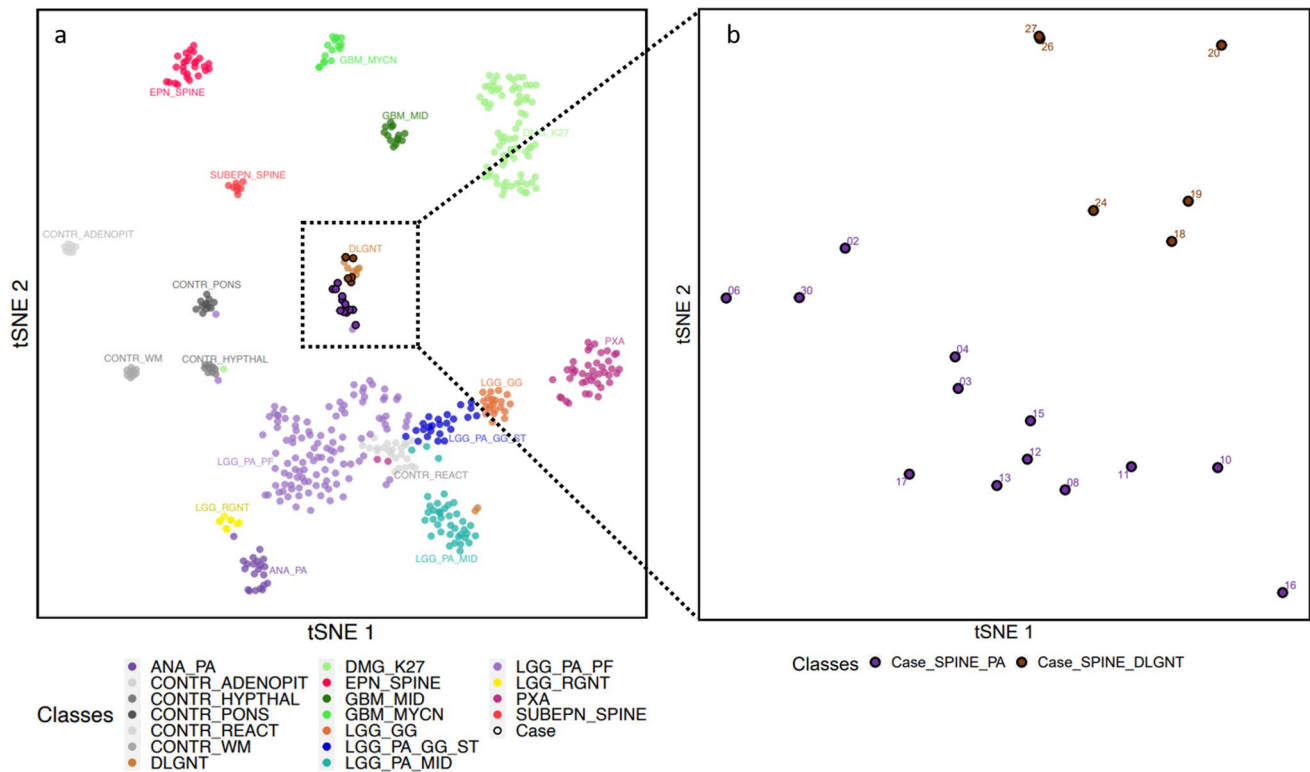 a
EPN_SPINE
GBM_MYCN
GBM_MID
DMG_K27
SUBEPN_SPINE
CONTR_ADENOPIT
DLGNT
CONTR_PONS
CONTR_WM
CONTR_HYPTHAL
PXA
LGG_GG
LGG_PA_GG_ST
LGG_PA_PF
CONTR_REACT
LGG_RGNT
LGG_PA_MID
ANA_PA
tSNE 2
tSNE 1
b
27
26
20
24
19
18
02
06
30
04
03
15
12
17
13
08
11
10
16
tSNE 2
tSNE 1
Classes Case_SPINE_PA Case_SPINE_DLGNT
Classes
ANA_PA
CONTR_ADENOPIT
CONTR_HYPTHAL
CONTR_PONS
CONTR_REACT
CONTR_WM
DLGNT
DMG_K27
EPN_SPINE
GBM_MID
GBM_MYCN
LGG_GG
LGG_PA_GG_ST
LGG_PA_MID
LGG_PA_PF
LGG_RGNT
PXA
SUBEPN_SPINE
Case